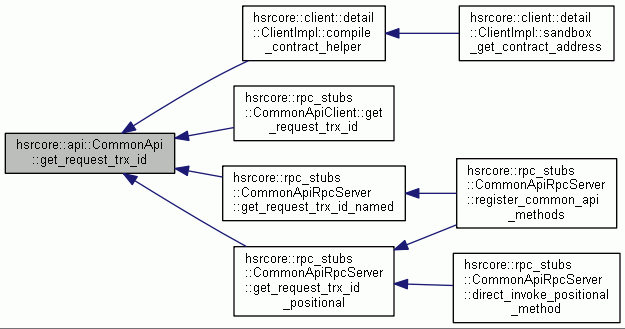 hsrcore::client::detail
::ClientImpl::compile
_contract_helper
hsrcore::client::detail
::ClientImpl::sandbox
_get_contract_address
hsrcore::rpc_stubs
::CommonApiClient::get
_request_trx_id
hsrcore::api::CommonApi
::get_request_trx_id
hsrcore::rpc_stubs
::CommonApiRpcServer
::get_request_trx_id_named
hsrcore::rpc_stubs
::CommonApiRpcServer
::register_common_api
_methods
hsrcore::rpc_stubs
::CommonApiRpcServer
::get_request_trx_id
_positional
hsrcore::rpc_stubs
::CommonApiRpcServer
::direct_invoke_positional
_method